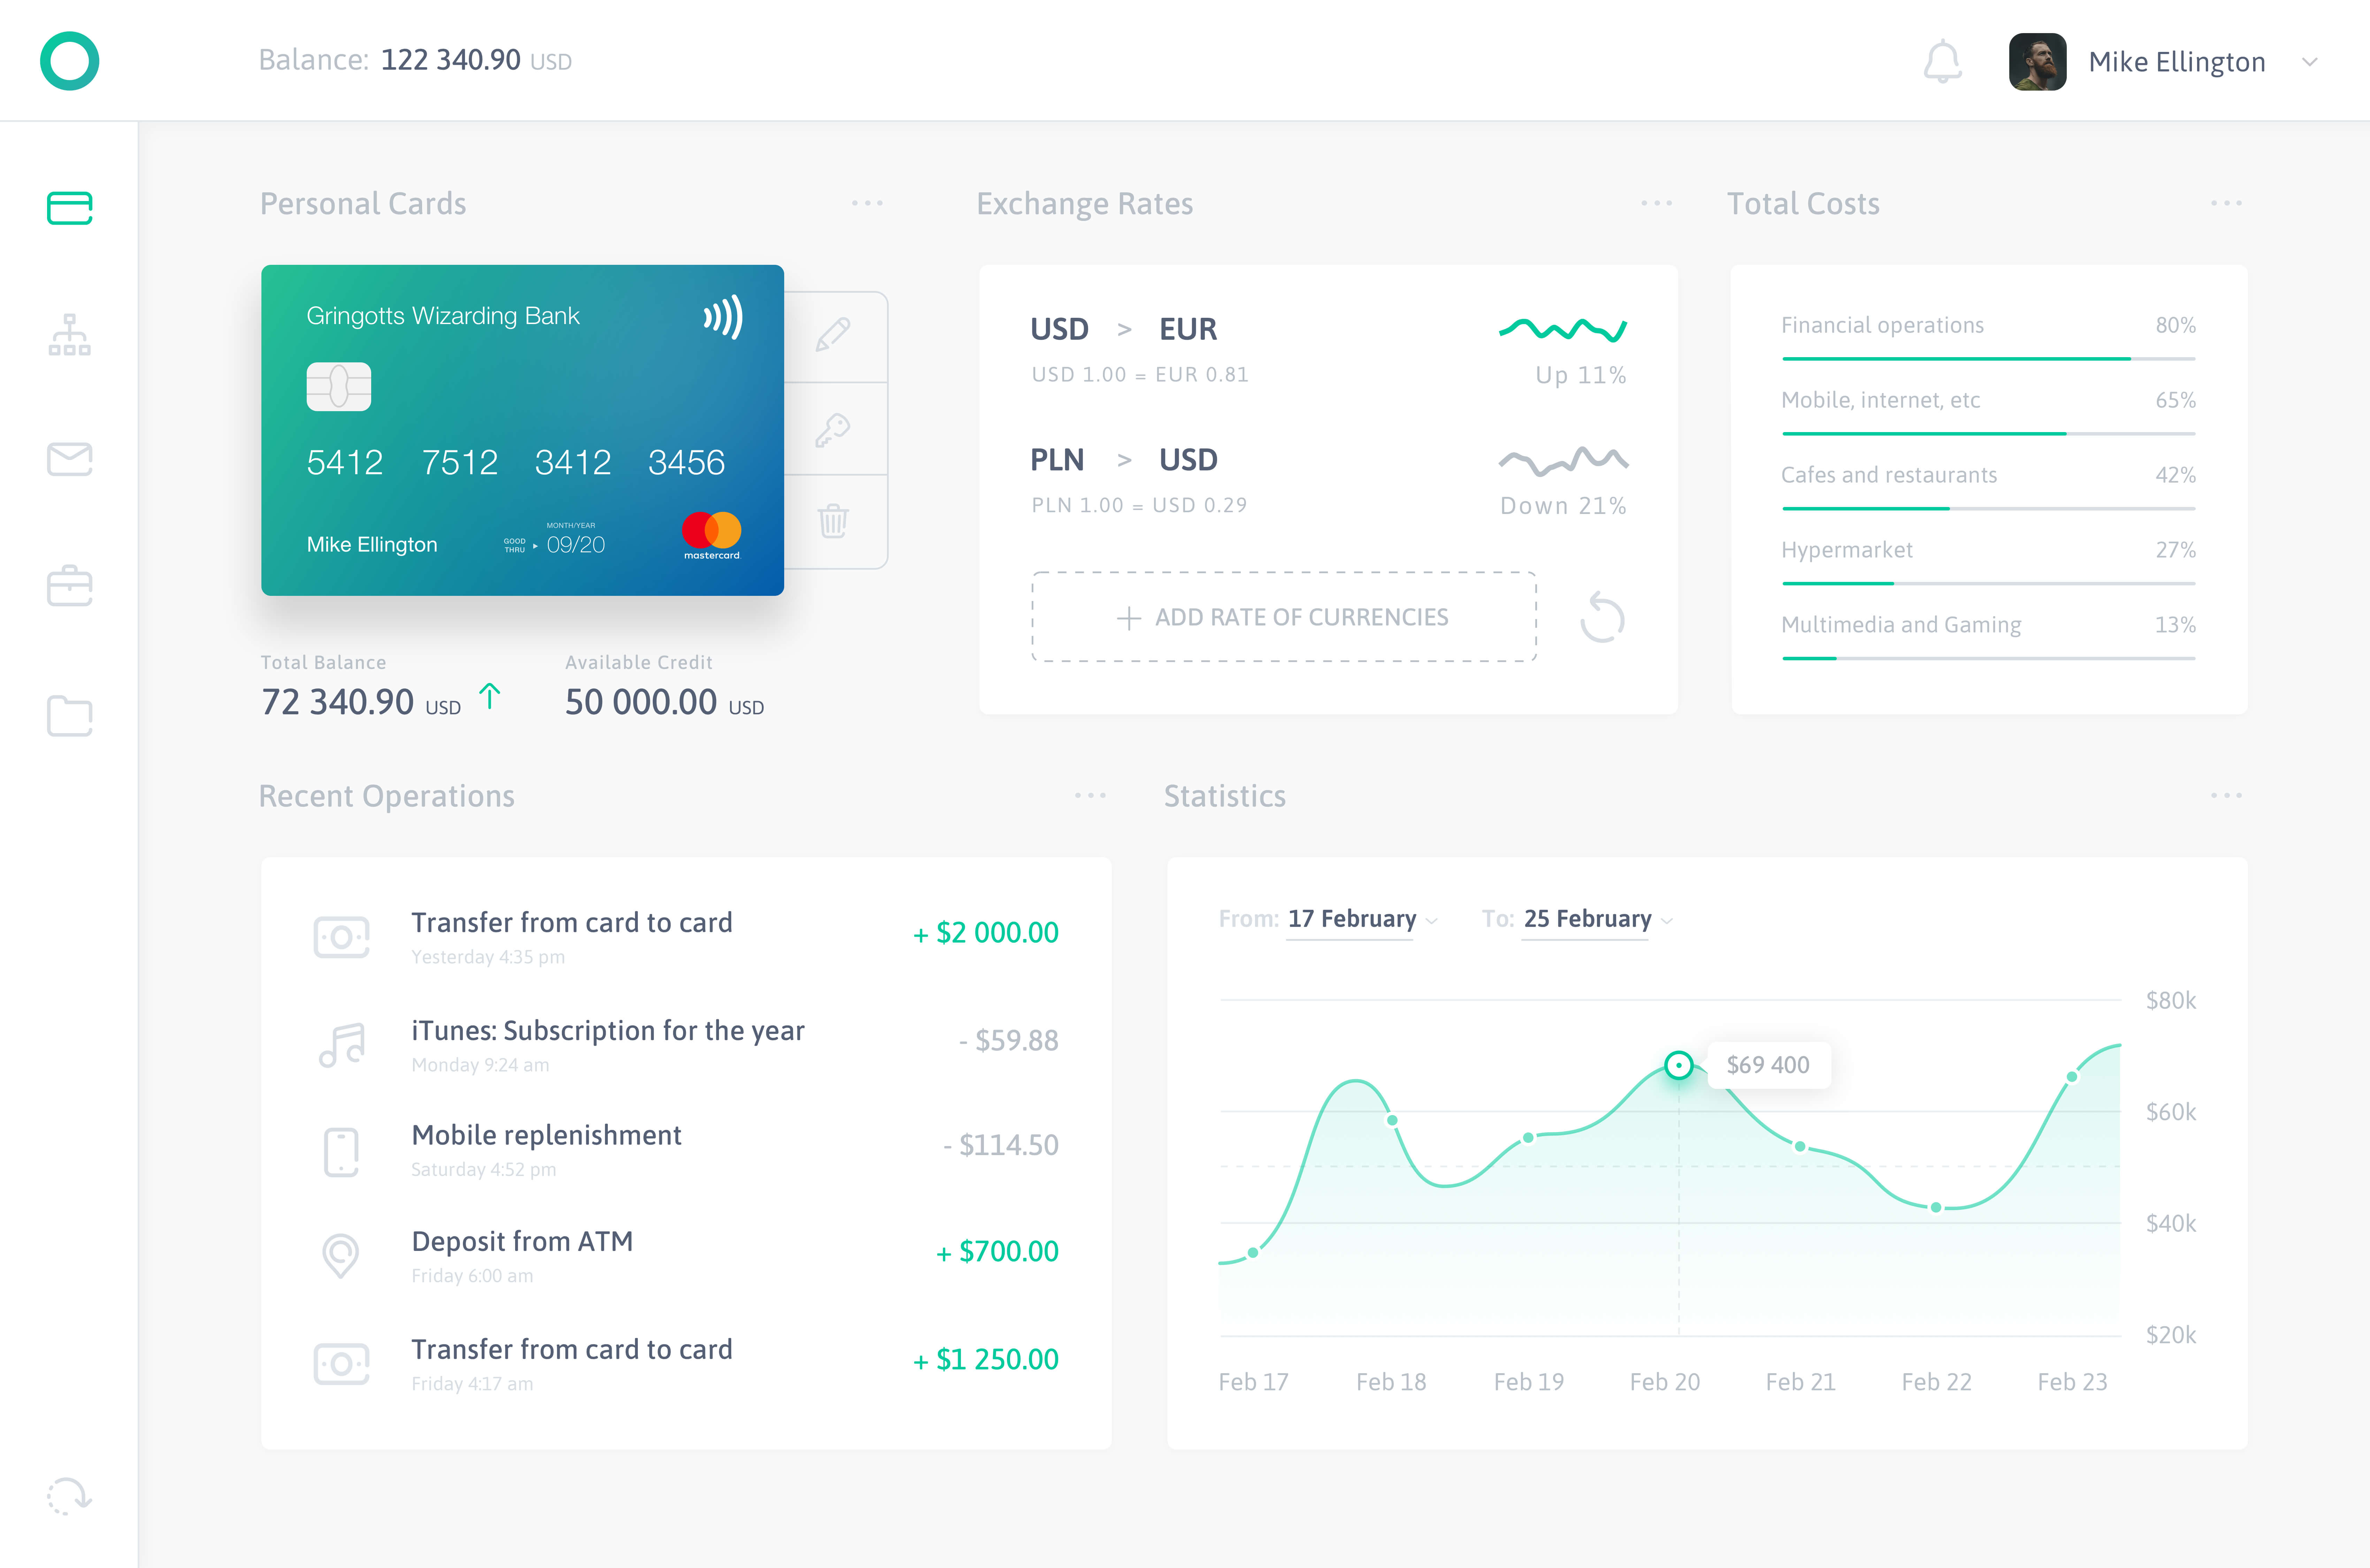 Balance: 122 340.90 USD
Mike Ellington
Personal Cards
Gringotts Wizarding Bank
5412 7512 3412 3456
Mike Ellington
GOOD THRU
MONTH/YEAR
09/20
mastercard
Total Balance
72 340.90 USD
Available Credit
50 000.00 USD
Exchange Rates
USD > EUR
USD 1.00 = EUR 0.81
Up 11%
PLN > USD
PLN 1.00 = USD 0.29
Down 21%
ADD RATE OF CURRENCIES
Total Costs
Financial operations 80%
Mobile, internet, etc 65%
Cafes and restaurants 42%
Hypermarket 27%
Multimedia and Gaming 13%
Recent Operations
Transfer from card to card + $2 000.00
Yesterday 4:35 pm
iTunes: Subscription for the year - $59.88
Monday 9:24 am
Mobile replenishment - $114.50
Saturday 4:52 pm
Deposit from ATM + $700.00
Friday 6:00 am
Transfer from card to card + $1 250.00
Friday 4:17 am
Statistics
From: 17 February To: 25 February
$80k
$69 400
$60k
$40k
$20k
Feb 17 Feb 18 Feb 19 Feb 20 Feb 21 Feb 22 Feb 23